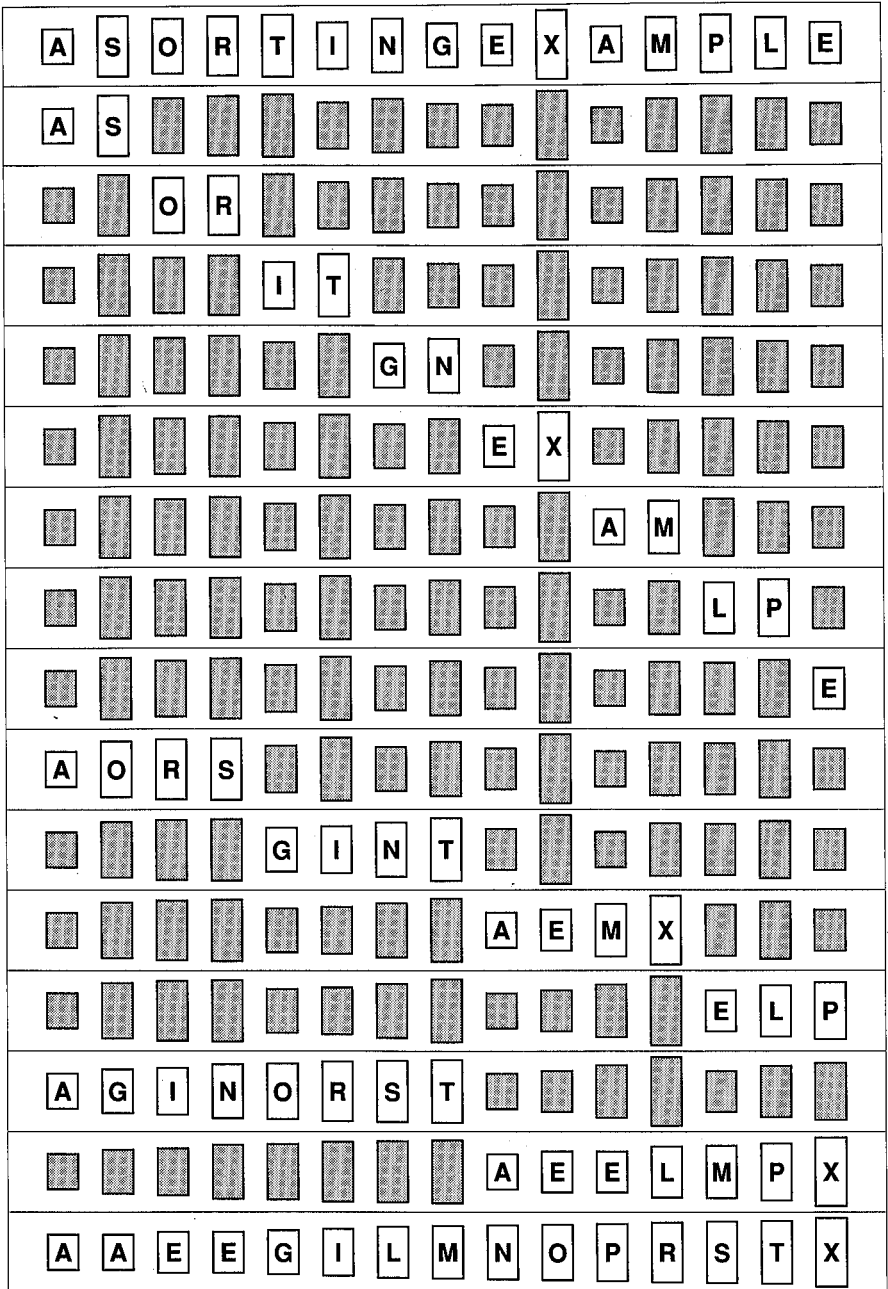 A S O R T I N G E X A M P L E
A S
O R
I T
G N
E X
A M
L P
E
A O R S
G I N T
A E M X
E L P
A G I N O R S T
A E E L M P X
A A E E G I L M N O P R S T X